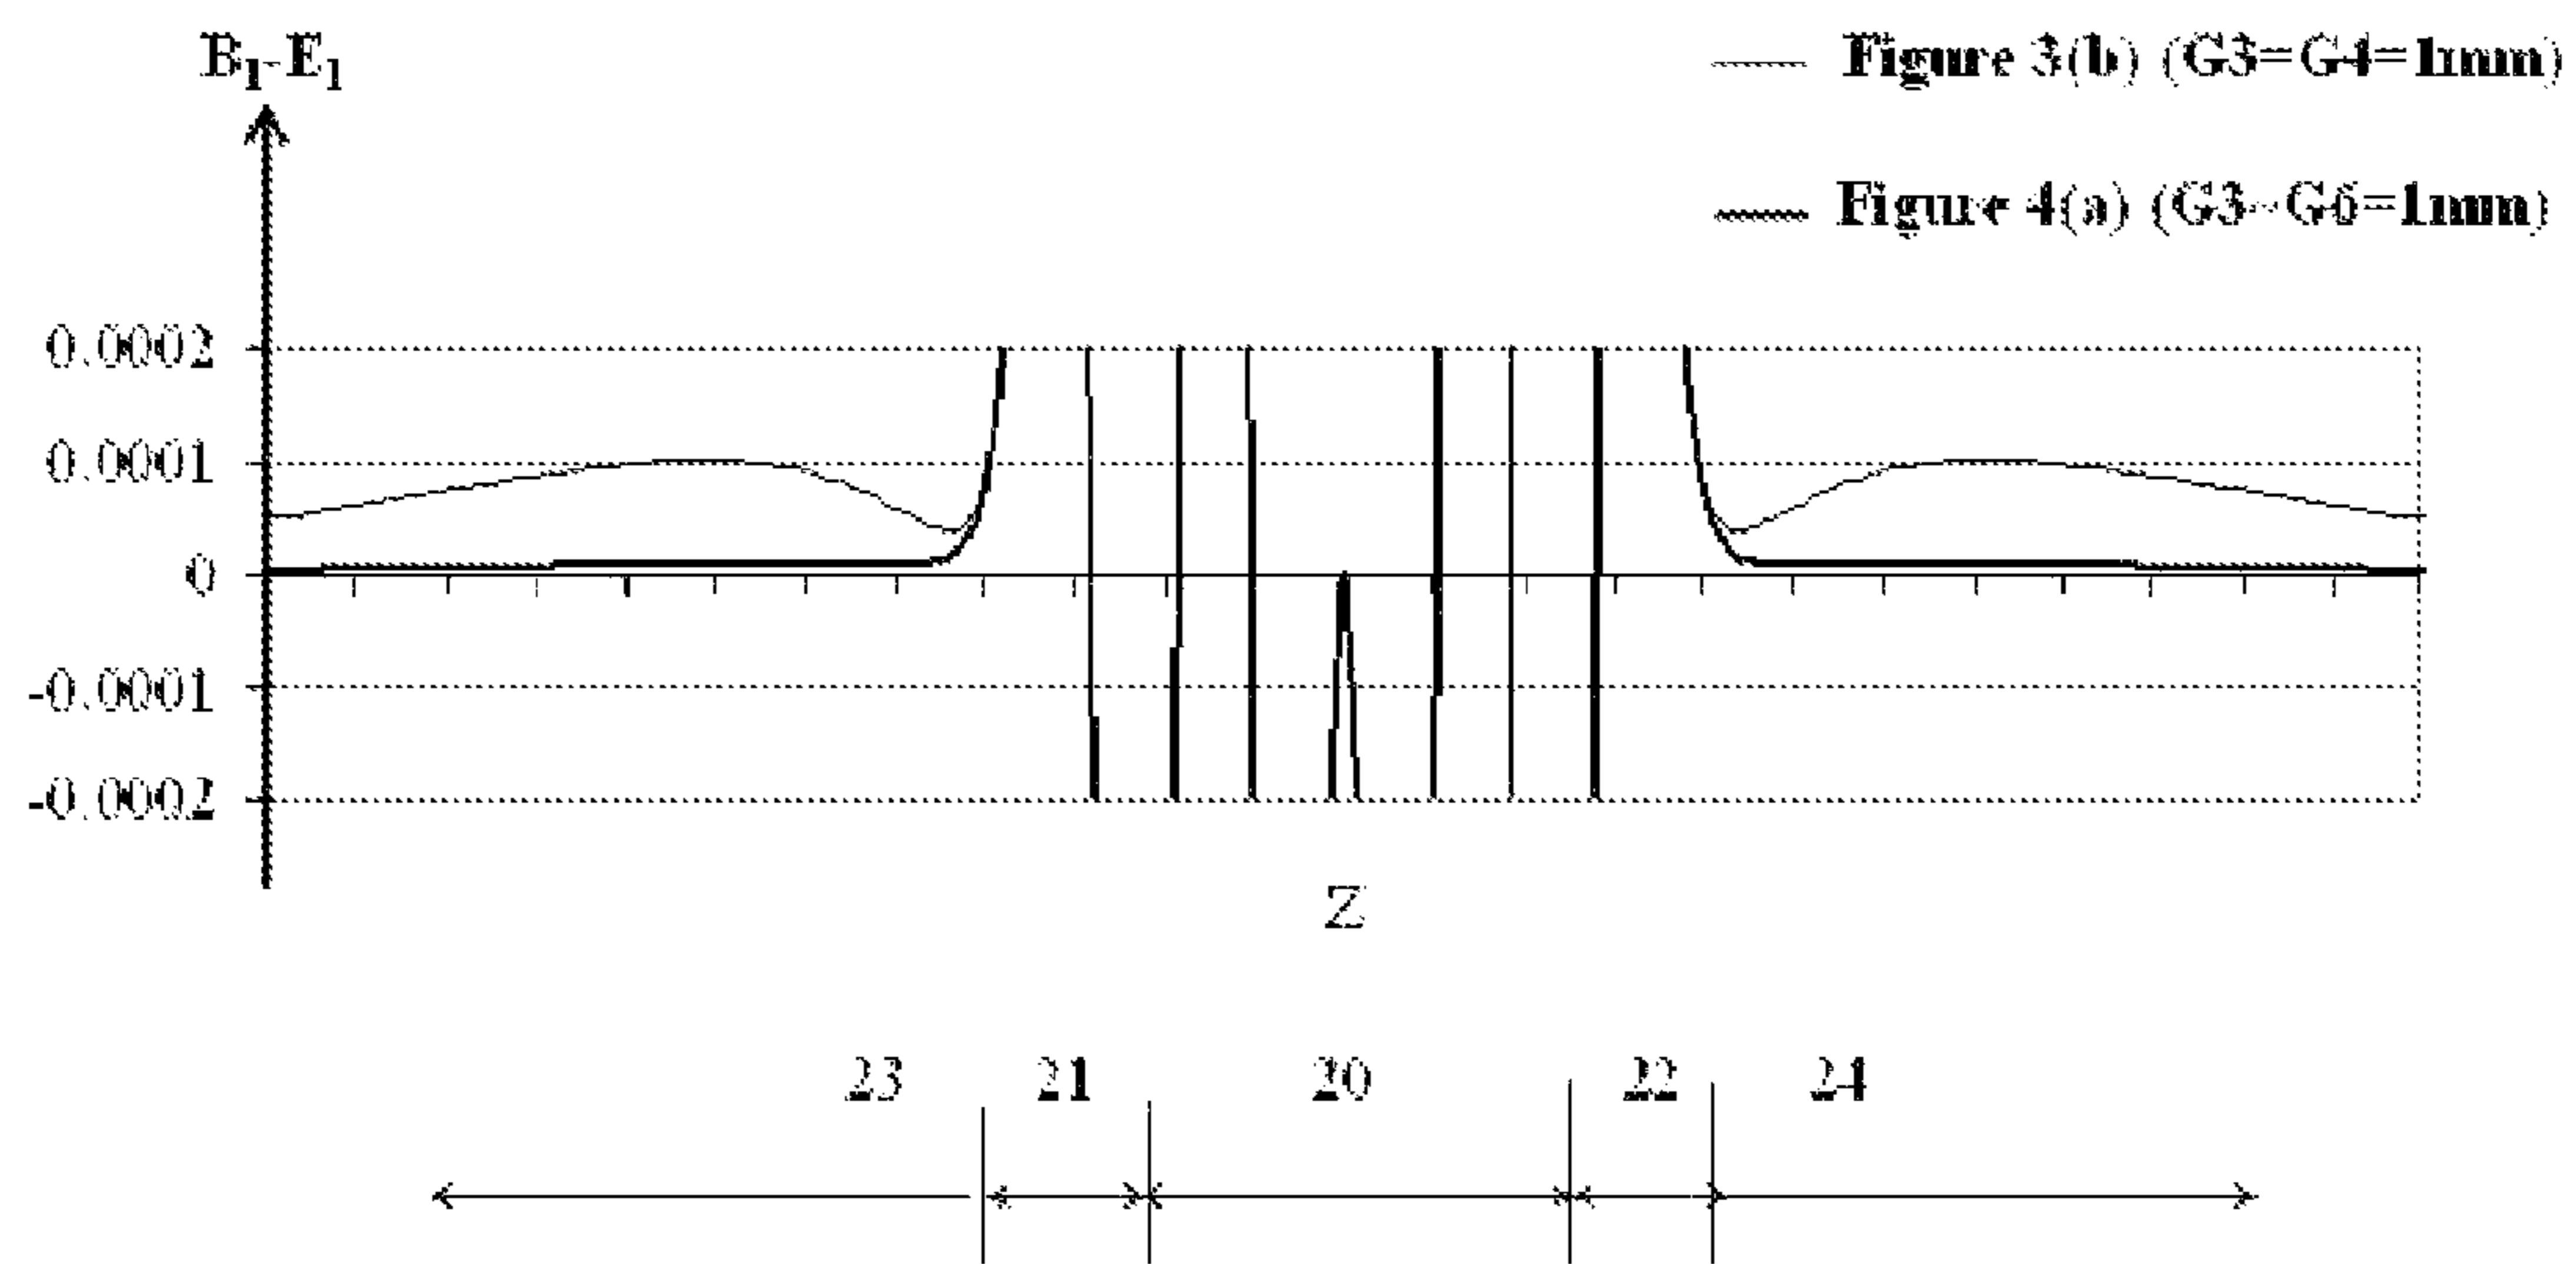 B1-E1
Figure 3(b) (G3=G4=1mm)
Figure 4(a) (G3~G6=1mm)
0.0002
0.0001
0
-0.0001
-0.0002
Z
23 21 20 22 24